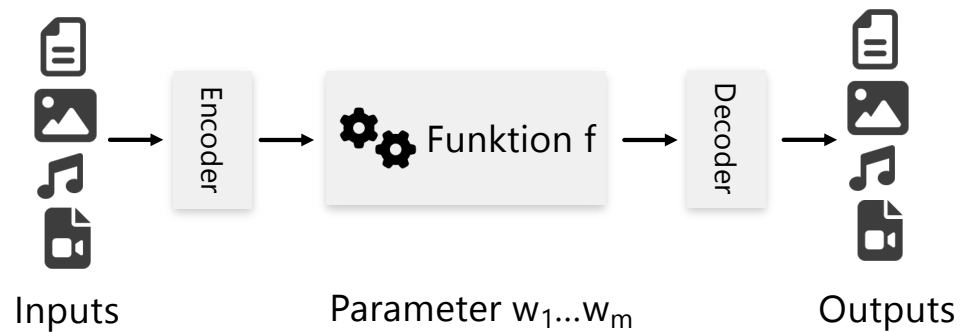 Encoder
Funktion f
Decoder
Inputs
Parameter w₁...wₘ
Outputs